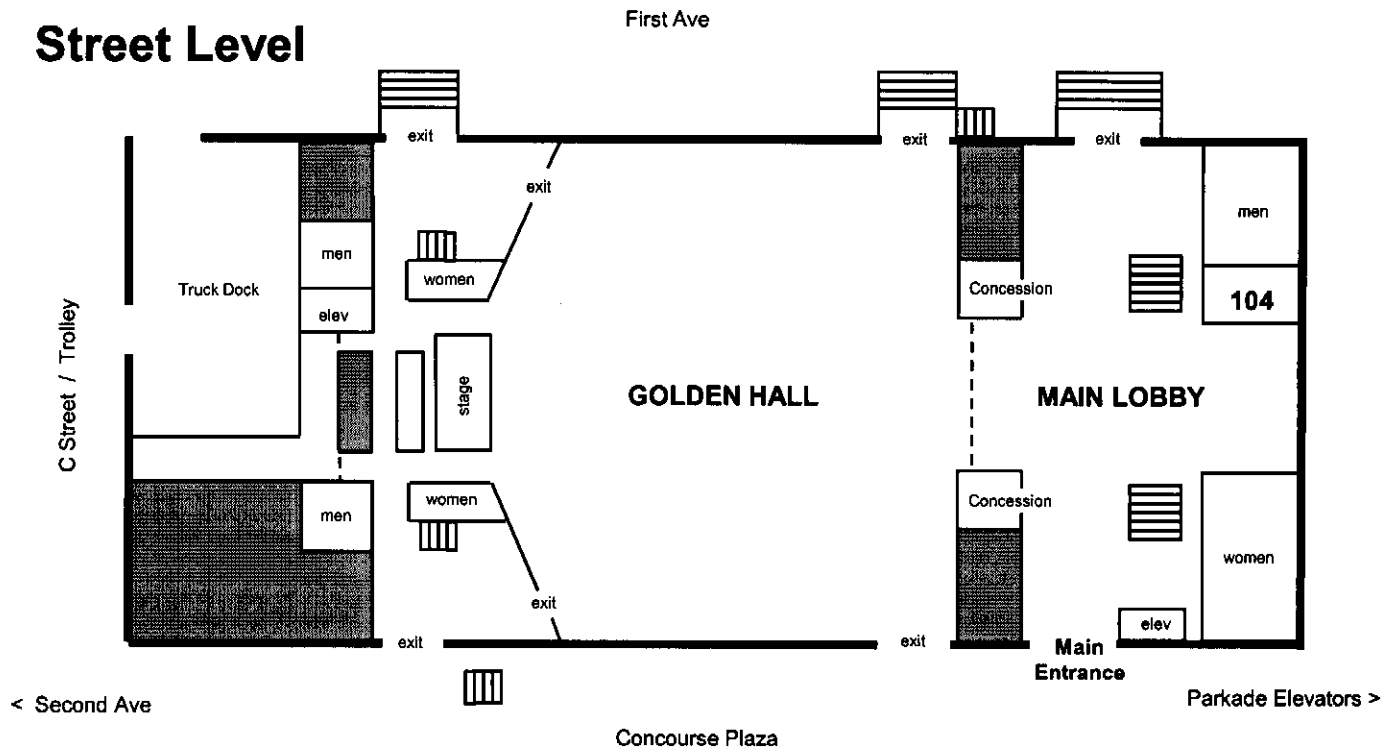 First Ave
Street Level
exit
exit
exit
exit
men
men
women
Truck Dock
Concession
elev
104
C Street / Trolley
stage
GOLDEN HALL
MAIN LOBBY
women
Concession
men
women
exit
elev
exit
exit
Main
Entrance
< Second Ave
Parkade Elevators >
Concourse Plaza